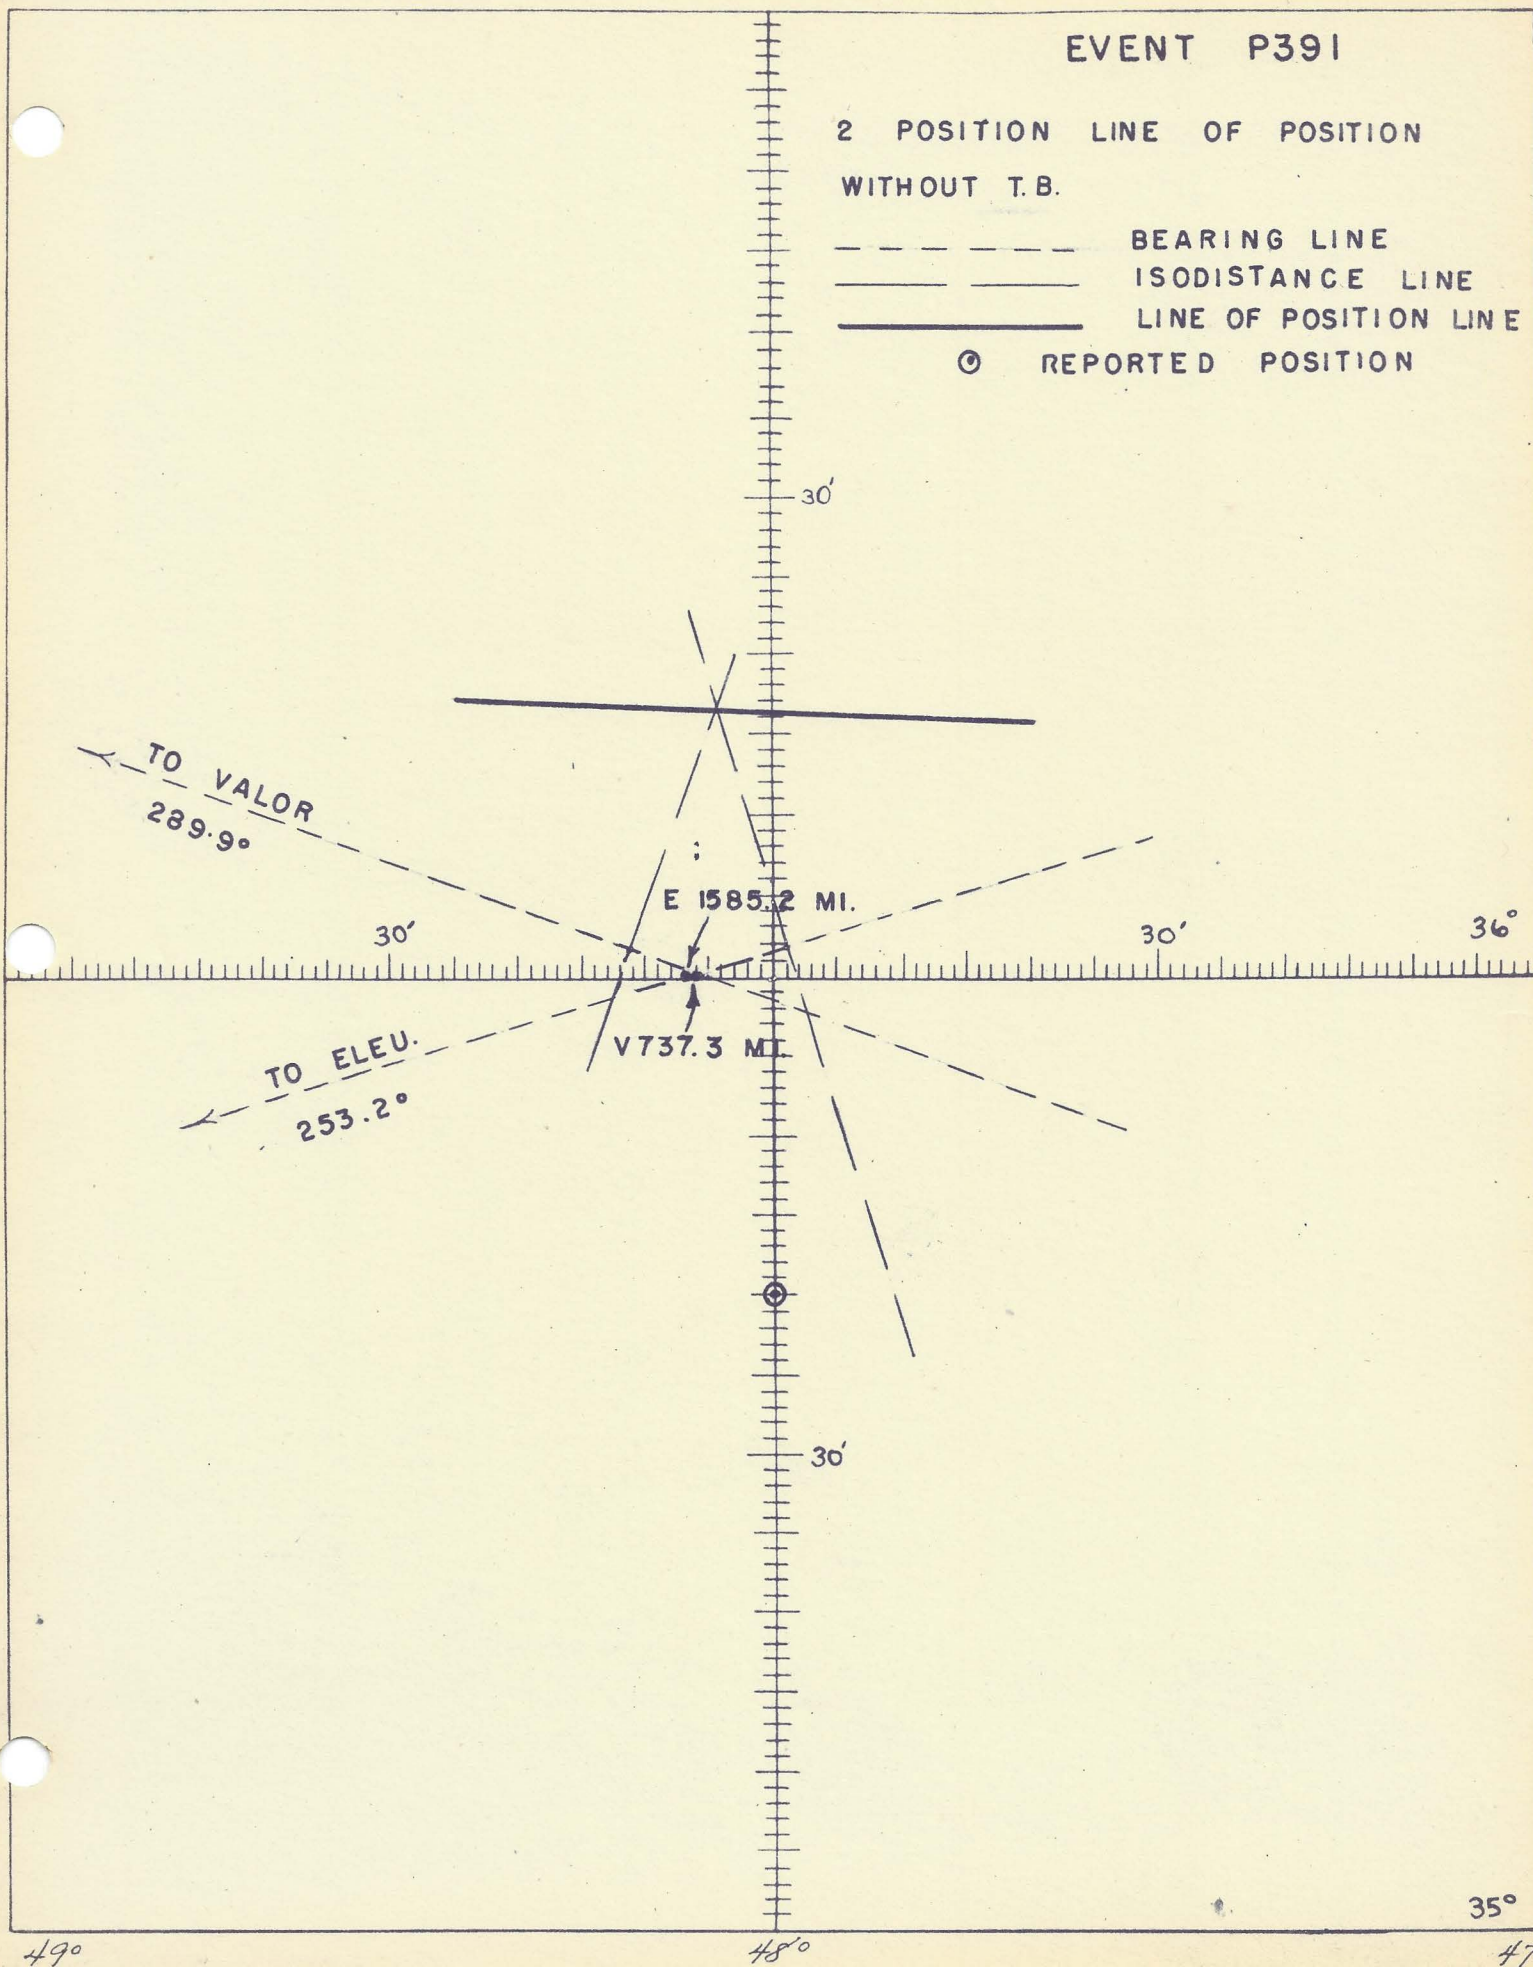 EVENT P391
2 POSITION LINE OF POSITION
WITHOUT T.B.
BEARING LINE
ISODISTANCE LINE
LINE OF POSITION LINE
REPORTED POSITION
30'
TO VALOR
289.9°
E 1585.2 MI.
30'
30'
36°
V737.3 MI.
TO ELEU.
253.2°
30'
35°
49°
48°
47